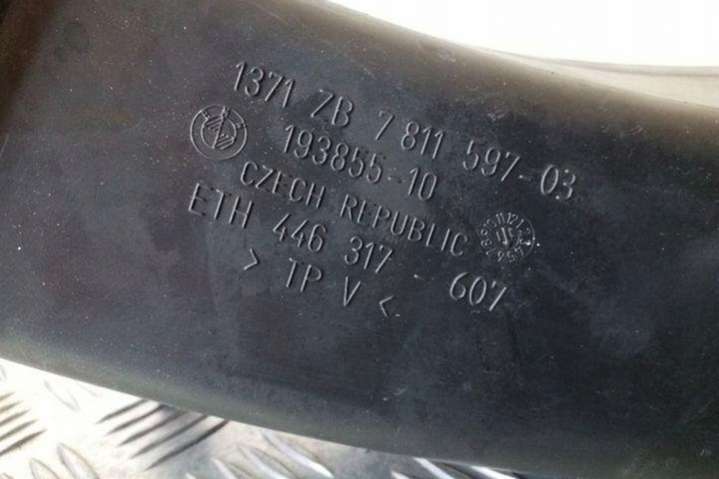 1371 ZB 7 811 597-03
193855-10
CZECH REPUBLIC
ETH 446 317 - 607
> TP V <